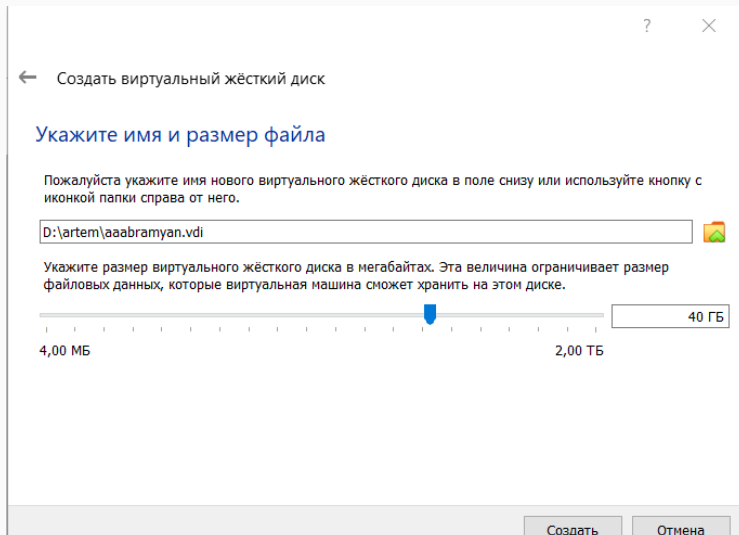 ?
Создать виртуальный жёсткий диск
Укажите имя и размер файла
Пожалуйста укажите имя нового виртуального жёсткого диска в поле снизу или используйте кнопку с
иконкой папки справа от него.
D:\artem\aaabramyan.vdi
Укажите размер виртуального жёсткого диска в мегабайтах. Эта величина ограничивает размер
файловых данных, которые виртуальная машина сможет хранить на этом диске.
40 ГБ
4,00 МБ 2,00 ТБ
Создать Отмена